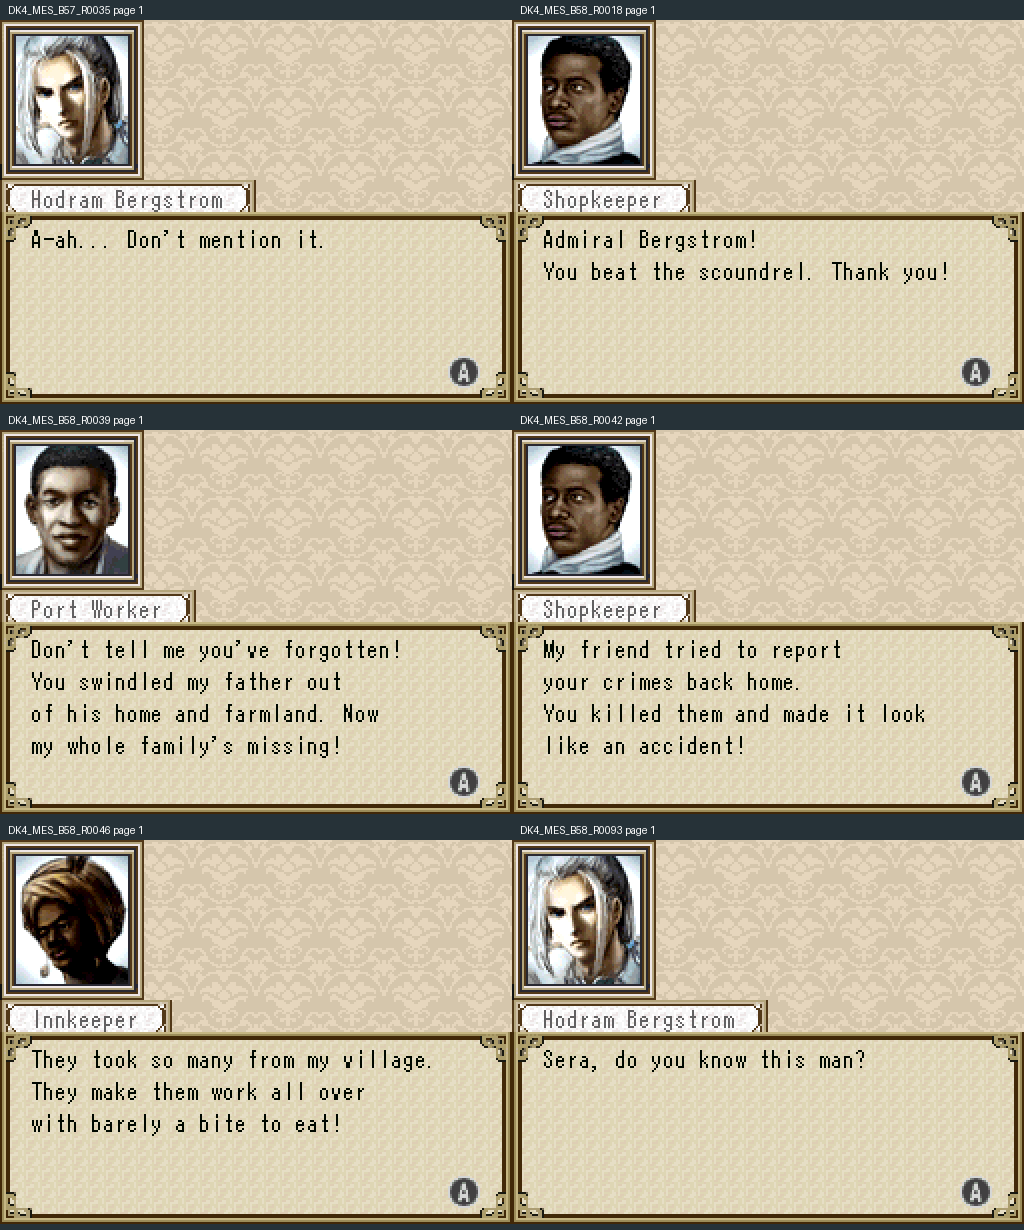 DK4_MES_B57_R0035 page 1
Hodram Bergstrom
A-ah... Don't mention it.
A
DK4_MES_B58_R0018 page 1
Shopkeeper
Admiral Bergstrom!
You beat the scoundrel. Thank you!
A
DK4_MES_B58_R0039 page 1
Port Worker
Don't tell me you've forgotten!
You swindled my father out
of his home and farmland. Now
my whole family's missing!
A
DK4_MES_B58_R0042 page 1
Shopkeeper
My friend tried to report
your crimes back home.
You killed them and made it look
like an accident!
A
DK4_MES_B58_R0046 page 1
Innkeeper
They took so many from my village.
They make them work all over
with barely a bite to eat!
A
DK4_MES_B58_R0093 page 1
Hodram Bergstrom
Sera, do you know this man?
A